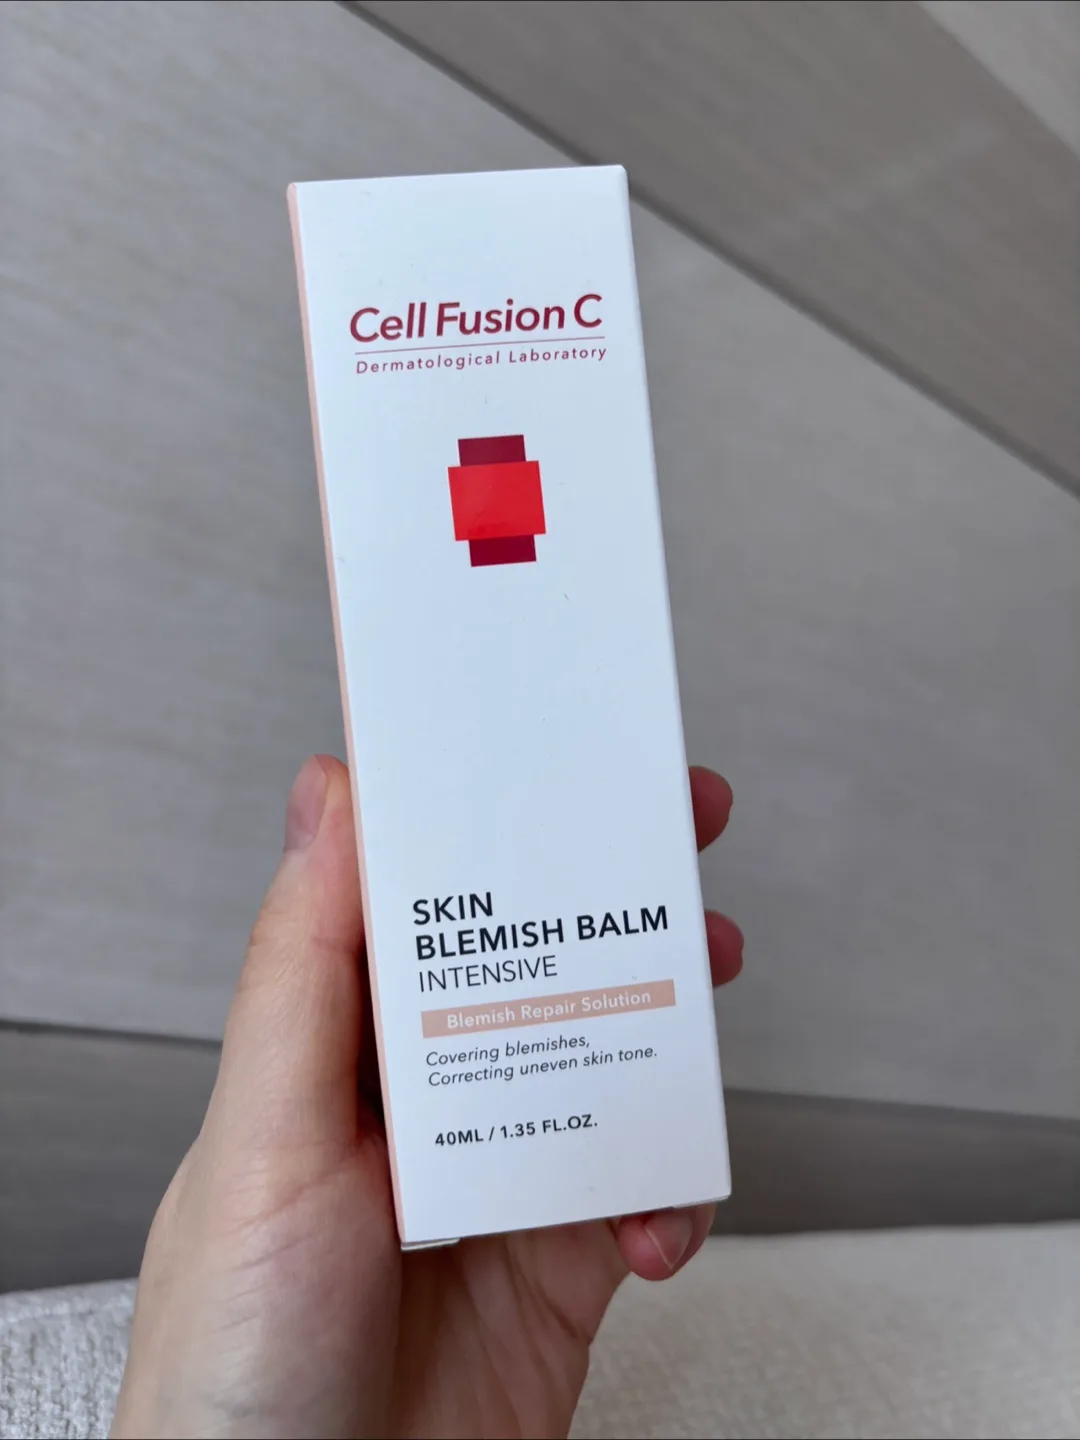 Cell Fusion C
Dermatological Laboratory
SKIN
BLEMISH BALM
INTENSIVE
Blemish Repair Solution
Covering blemishes,
Correcting uneven skin tone.
40ML / 1.35 FL.OZ.